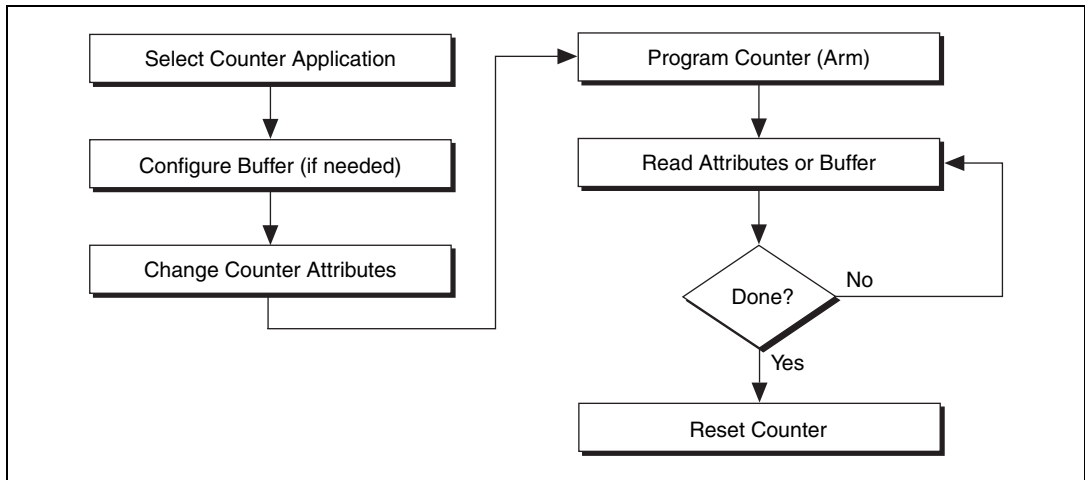 Select Counter Application
Configure Buffer (if needed)
Change Counter Attributes
Program Counter (Arm)
Read Attributes or Buffer
Done?
No
Yes
Reset Counter